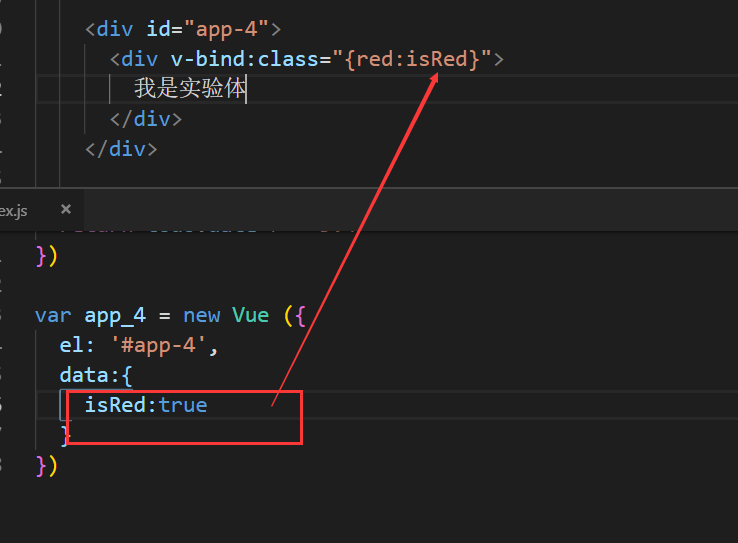 <div id="app-4">
<div v-bind:class="{red:isRed}">
我是实验体
</div>
</div>
ex.js ×
})
var app_4 = new Vue ({
el: '#app-4',
data:{
isRed:true
}
})